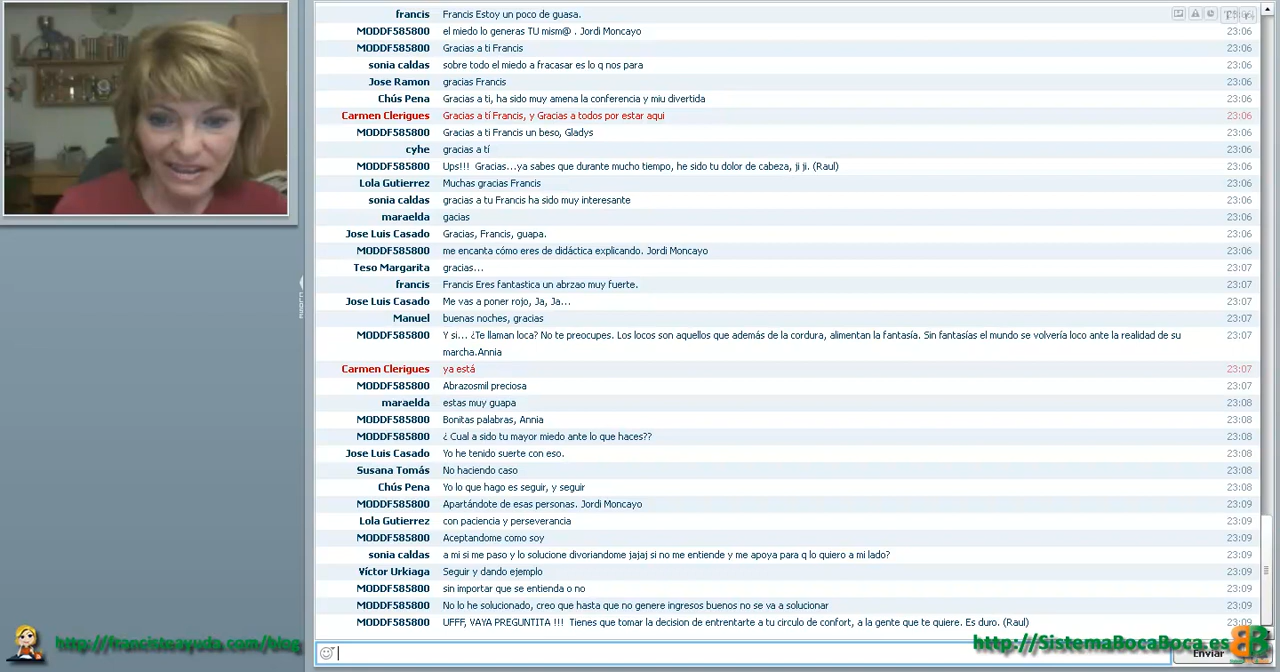 francis Francis Estoy un poco de guasa.
MODDF585800 el miedo lo generas TU mism@ . Jordi Moncayo 23:06
MODDF585800 Gracias a ti Francis 23:06
sonia caldas sobre todo el miedo a fracasar es lo q nos para 23:06
Jose Ramon gracias Francis 23:06
Chús Pena Gracias a ti, ha sido muy amena la conferencia y miu divertida 23:06
Carmen Clerigues Gracias a tí Francis, y Gracias a todos por estar aqui 23:06
MODDF585800 Gracias a ti Francis un beso, Gladys 23:06
cyhe gracias a tí 23:06
MODDF585800 Ups!!! Gracias...ya sabes que durante mucho tiempo, he sido tu dolor de cabeza, ji ji. (Raul) 23:06
Lola Gutierrez Muchas gracias Francis 23:06
sonia caldas gracias a tu Francis ha sido muy interesante 23:06
maraelda gacias 23:06
Jose Luis Casado Gracias, Francis, guapa. 23:06
MODDF585800 me encanta cómo eres de didáctica explicando. Jordi Moncayo 23:06
Teso Margarita gracias... 23:07
francis Francis Eres fantastica un abrzao muy fuerte. 23:07
Jose Luis Casado Me vas a poner rojo, Ja, Ja... 23:07
Manuel buenas noches, gracias 23:07
MODDF585800 Y si... ¿Te llaman loca? No te preocupes. Los locos son aquellos que además de la cordura, alimentan la fantasía. Sin fantasías el mundo se volvería loco ante la realidad de su 23:07
marcha.Annia
Carmen Clerigues ya está 23:07
MODDF585800 Abrazosmil preciosa 23:07
maraelda estas muy guapa 23:08
MODDF585800 Bonitas palabras, Annia 23:08
MODDF585800 ¿ Cual a sido tu mayor miedo ante lo que haces?? 23:08
Jose Luis Casado Yo he tenido suerte con eso. 23:08
Susana Tomás No haciendo caso 23:08
Chús Pena Yo lo que hago es seguir, y seguir 23:08
MODDF585800 Apartándote de esas personas. Jordi Moncayo 23:09
Lola Gutierrez con paciencia y perseverancia 23:09
MODDF585800 Aceptandome como soy 23:09
sonia caldas a mi si me paso y lo solucione divoriandome jajaj si no me entiende y me apoya para q lo quiero a mi lado? 23:09
Víctor Urkiaga Seguir y dando ejemplo 23:09
MODDF585800 sin importar que se entienda o no 23:09
MODDF585800 No lo he solucionado, creo que hasta que no genere ingresos buenos no se va a solucionar 23:09
MODDF585800 UFFF, VAYA PREGUNTITA !!! Tienes que tomar la decision de entrentarte a tu circulo de confort, a la gente que te quiere. Es duro. (Raul) 23:09
http://francisteayuda.com/blog
http://SistemaBocaBoca.es
Enviar